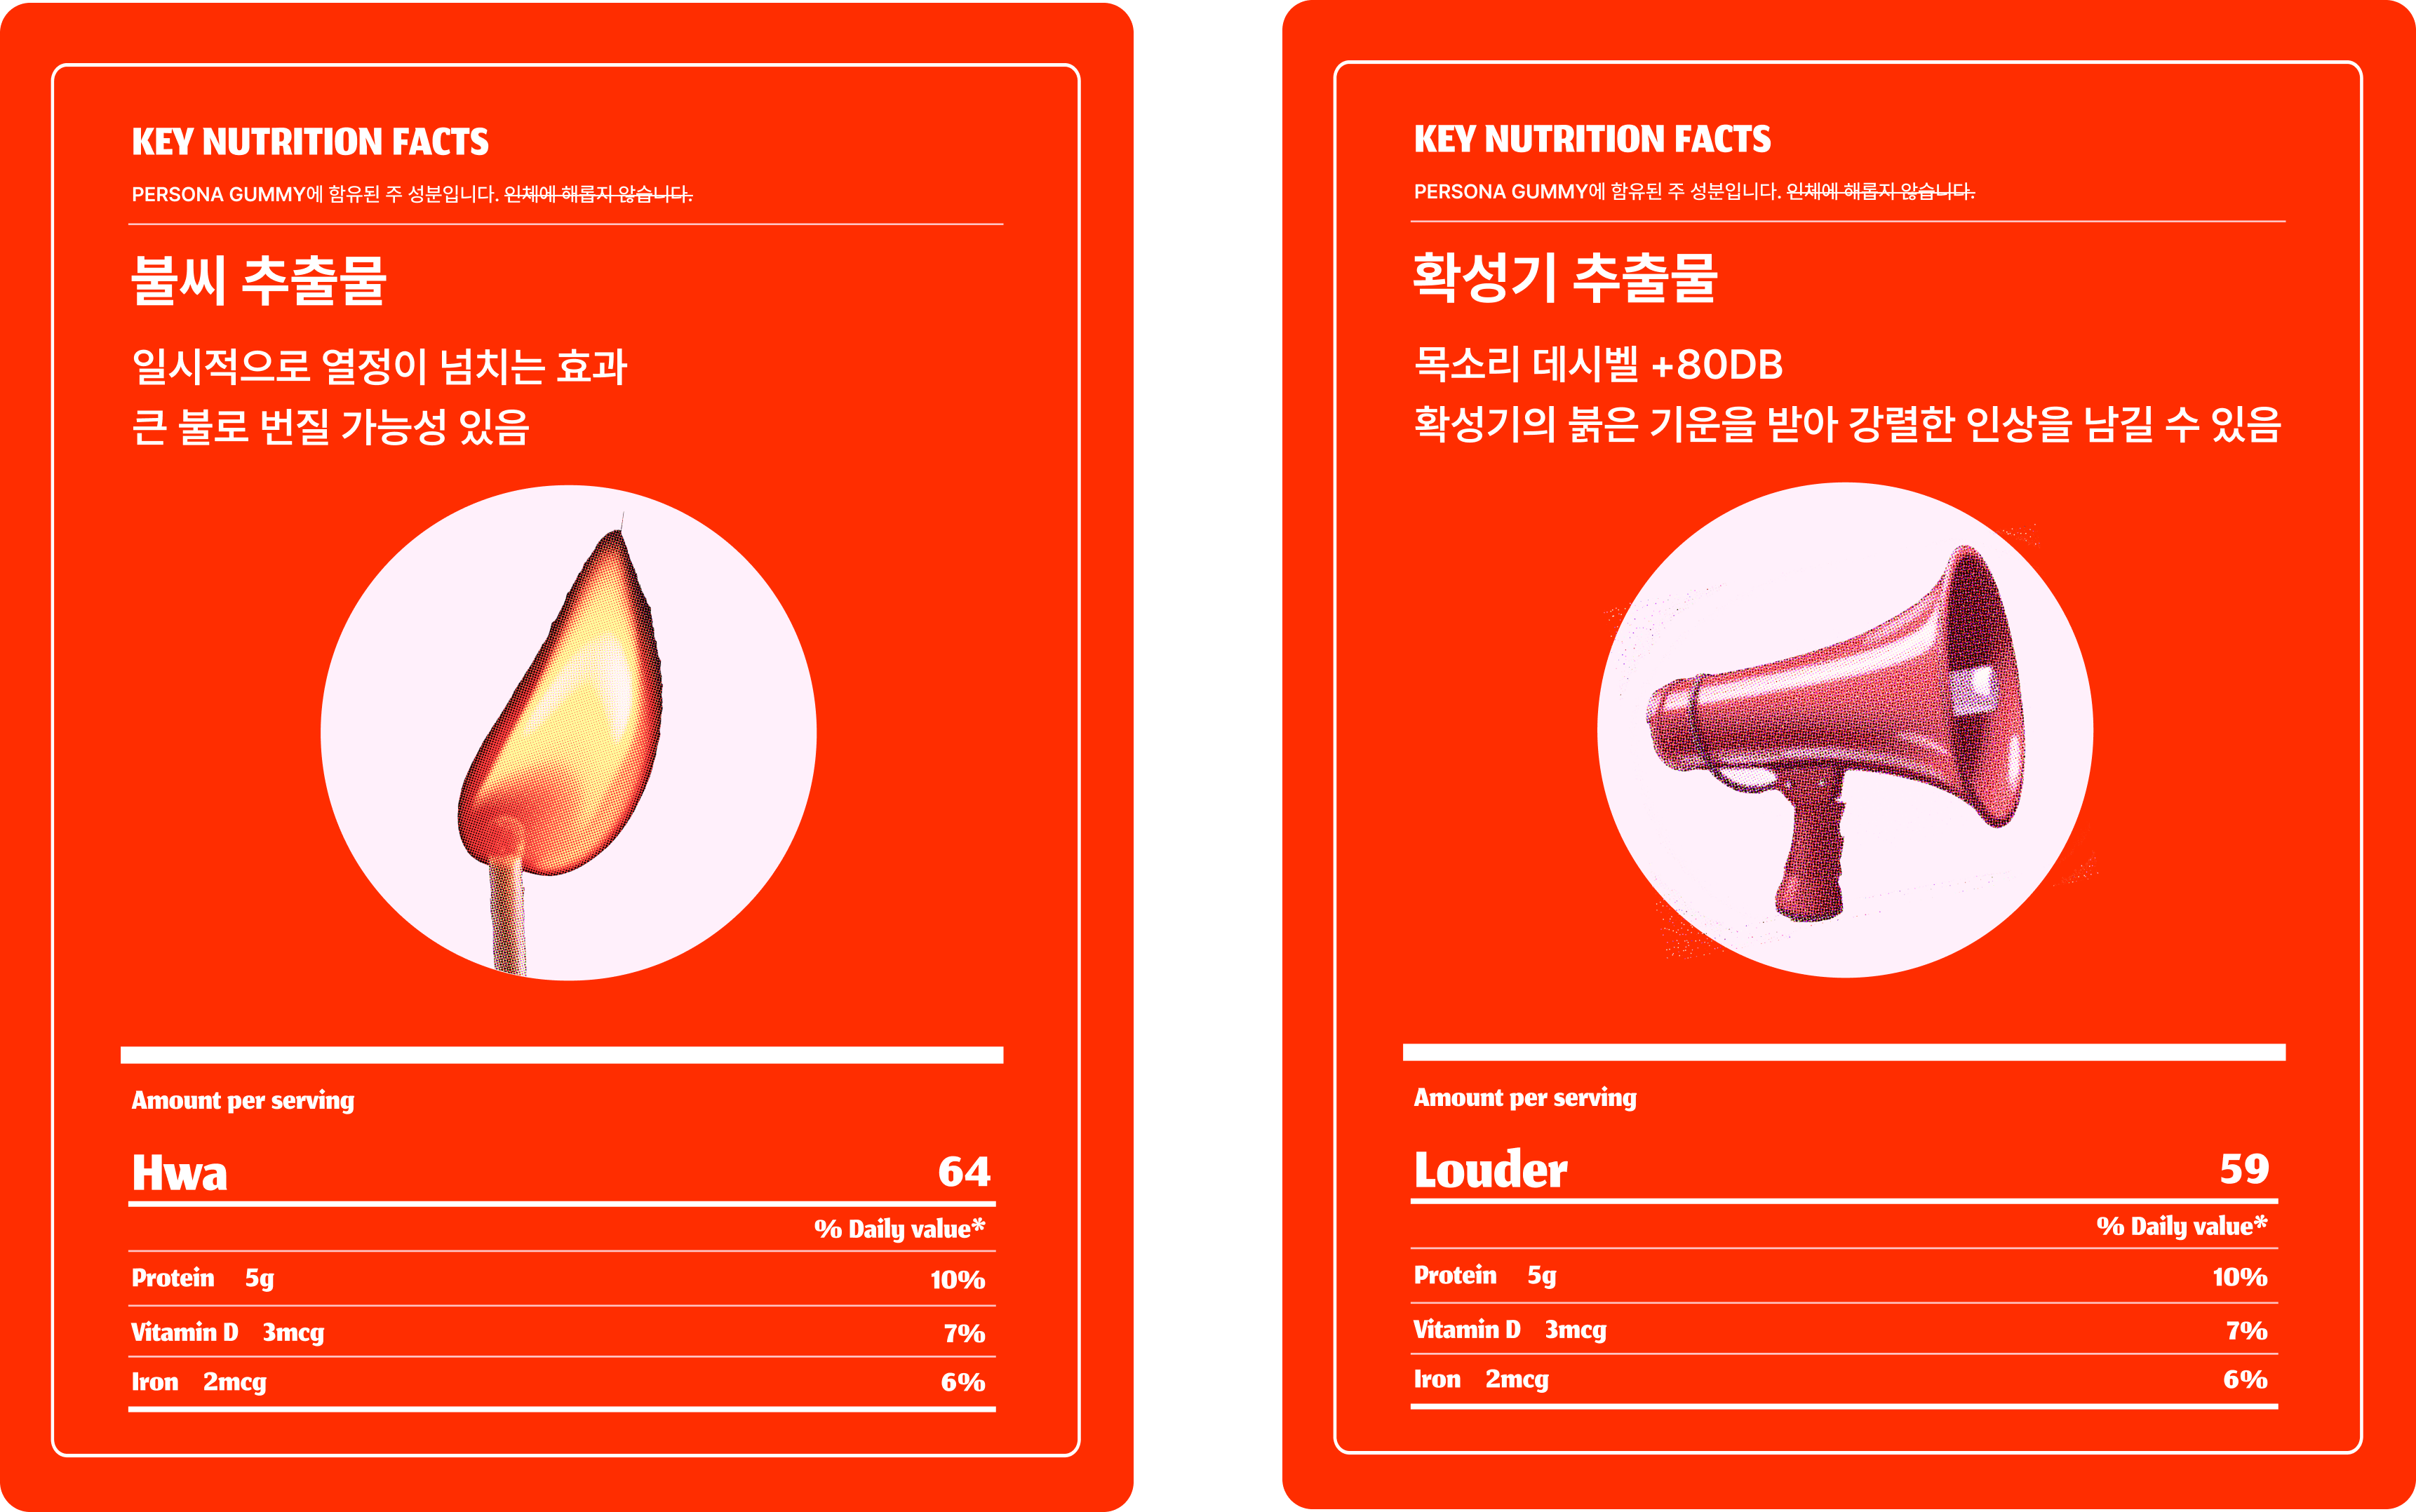 KEY NUTRITION FACTS
PERSONA GUMMY에 함유된 주 성분입니다. 인체에 해롭지 않습니다.
불씨 추출물
일시적으로 열정이 넘치는 효과
큰 불로 번질 가능성 있음
Amount per serving
Hwa 64
% Daily value*
Protein 5g 10%
Vitamin D 3mcg 7%
Iron 2mcg 6%
KEY NUTRITION FACTS
PERSONA GUMMY에 함유된 주 성분입니다. 인체에 해롭지 않습니다.
확성기 추출물
목소리 데시벨 +80DB
확성기의 붉은 기운을 받아 강렬한 인상을 남길 수 있음
Amount per serving
Louder 59
% Daily value*
Protein 5g 10%
Vitamin D 3mcg 7%
Iron 2mcg 6%